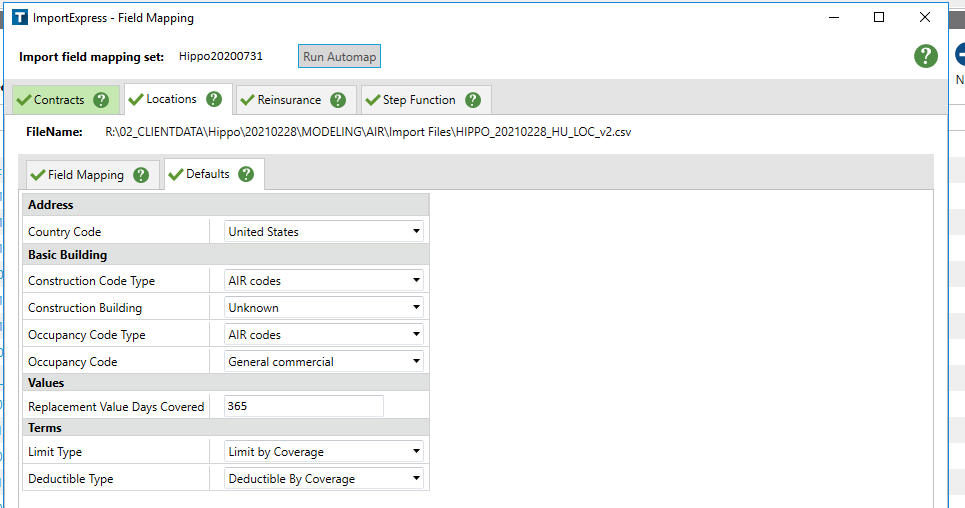 T ImportExpress - Field Mapping
Import field mapping set: Hippo20200731 Run Automap ?
Contracts ? Locations ? Reinsurance ? Step Function ?
FileName: R:\02_CLIENTDATA\Hippo\20210228\MODELING\AIR\Import Files\HIPPO_20210228_HU_LOC_v2.csv
Field Mapping ? Defaults ?
Address
Country Code United States
Basic Building
Construction Code Type AIR codes
Construction Building Unknown
Occupancy Code Type AIR codes
Occupancy Code General commercial
Values
Replacement Value Days Covered 365
Terms
Limit Type Limit by Coverage
Deductible Type Deductible By Coverage